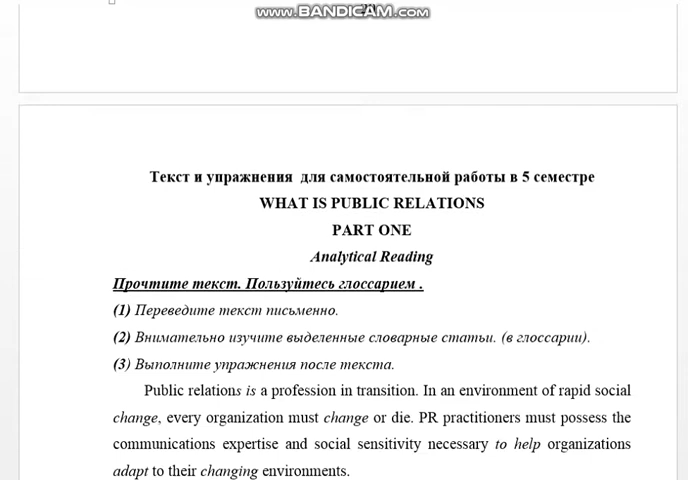 www.BANDICAM.com
Текст и упражнения для самостоятельной работы в 5 семестре
WHAT IS PUBLIC RELATIONS
PART ONE
Analytical Reading
Прочтите текст. Пользуйтесь глоссарием .
(1) Переведите текст письменно.
(2) Внимательно изучите выделенные словарные статьи. (в глоссарии).
(3) Выполните упражнения после текста.
Public relations is a profession in transition. In an environment of rapid social
change, every organization must change or die. PR practitioners must possess the
communications expertise and social sensitivity necessary to help organizations
adapt to their changing environments.